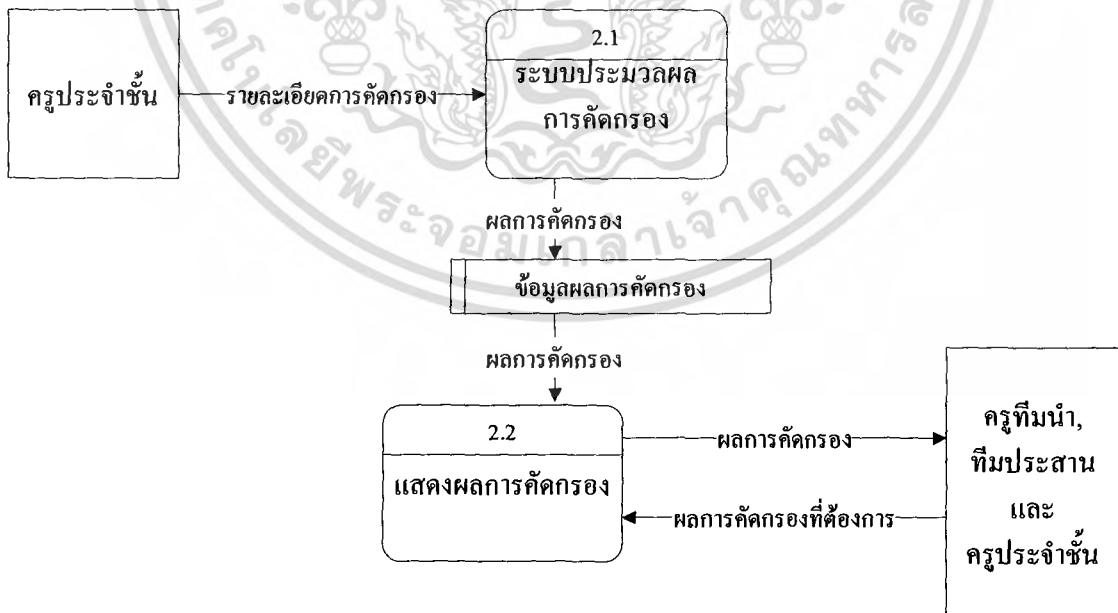 2.1
ระบบประมวลผล
การคัดกรอง
ครูประจำชั้น
รายละเอียดการคัดกรอง
ผลการคัดกรอง
ข้อมูลผลการคัดกรอง
ผลการคัดกรอง
2.2
แสดงผลการคัดกรอง
ผลการคัดกรอง
ผลการคัดกรองที่ต้องการ
ครูทีมนำ,
ทีมประสาน
และ
ครูประจำชั้น